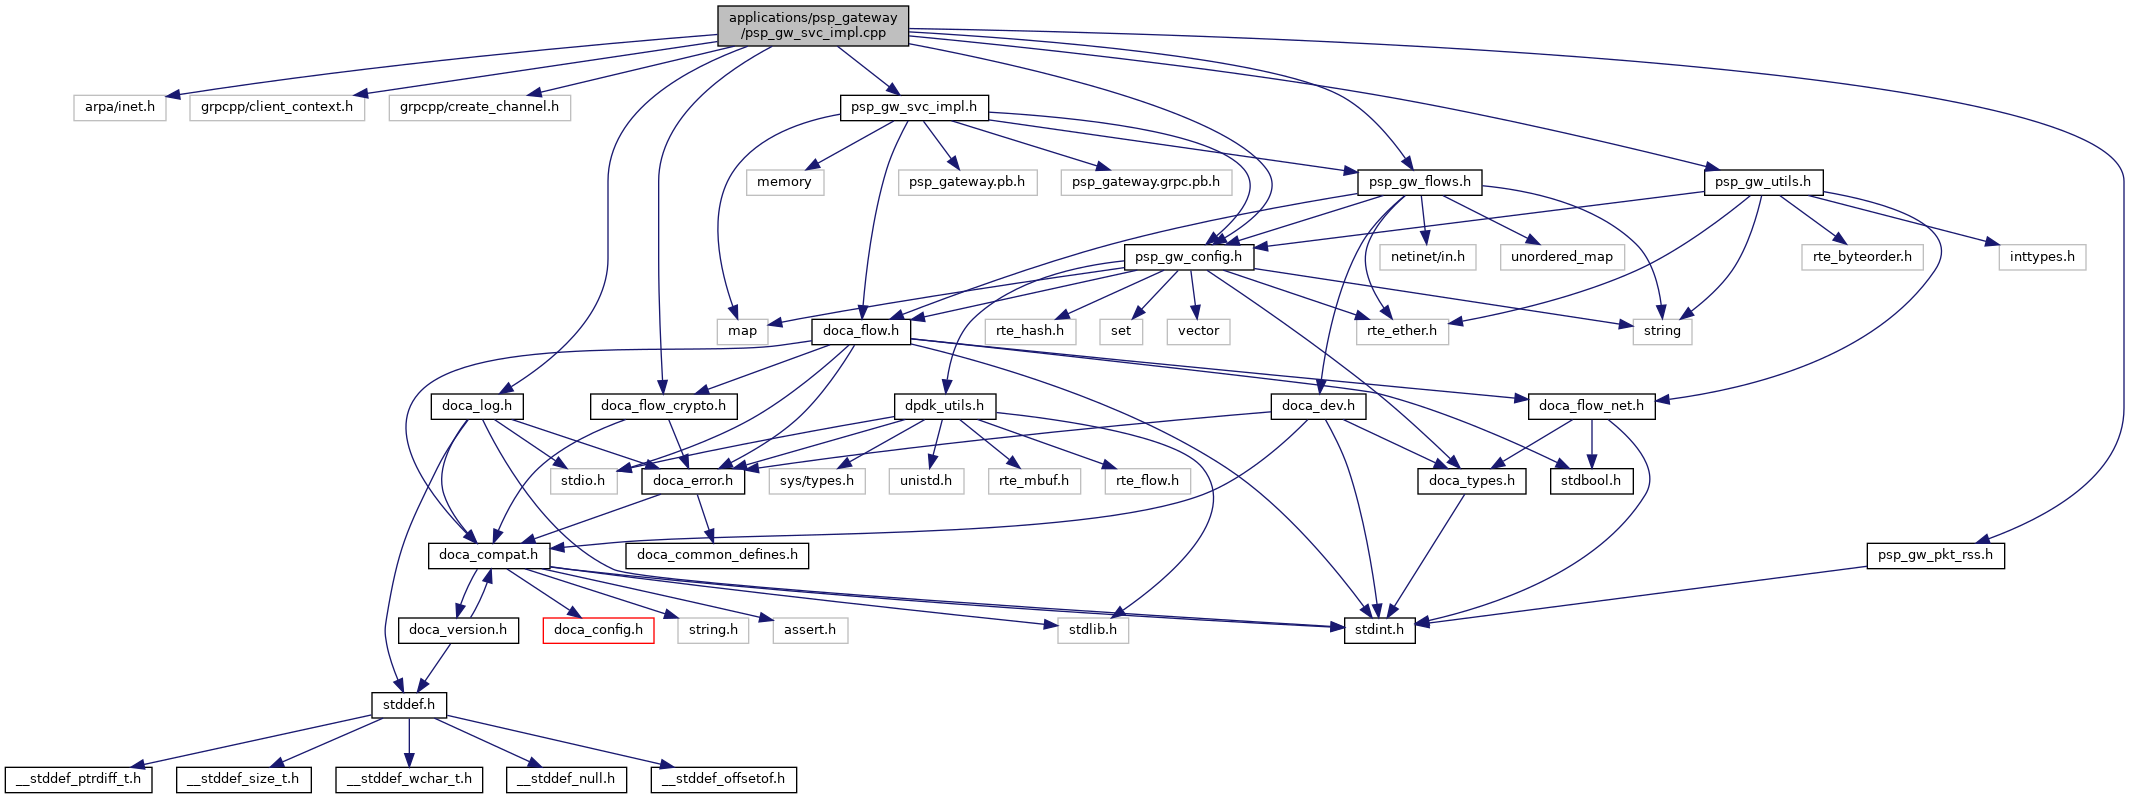 applications/psp_gateway
/psp_gw_svc_impl.cpp
arpa/inet.h
grpcpp/client_context.h
grpcpp/create_channel.h
psp_gw_svc_impl.h
memory
psp_gateway.pb.h
psp_gateway.grpc.pb.h
psp_gw_flows.h
psp_gw_utils.h
psp_gw_config.h
netinet/in.h
unordered_map
rte_byteorder.h
inttypes.h
map
doca_flow.h
rte_hash.h
set
vector
rte_ether.h
string
doca_log.h
doca_flow_crypto.h
dpdk_utils.h
doca_dev.h
doca_flow_net.h
stdio.h
doca_error.h
sys/types.h
unistd.h
rte_mbuf.h
rte_flow.h
doca_types.h
stdbool.h
doca_compat.h
doca_common_defines.h
psp_gw_pkt_rss.h
doca_version.h
doca_config.h
string.h
assert.h
stdlib.h
stdint.h
stddef.h
__stddef_ptrdiff_t.h
__stddef_size_t.h
__stddef_wchar_t.h
__stddef_null.h
__stddef_offsetof.h